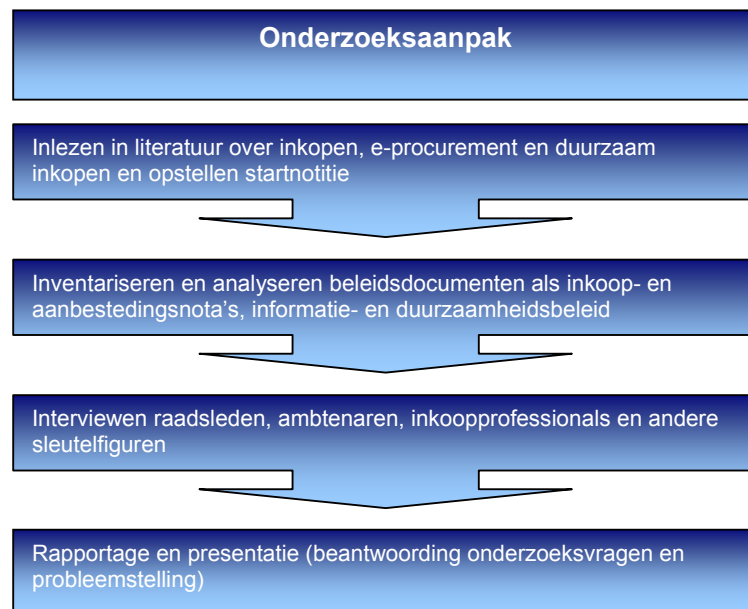 Onderzoeksaanpak
Inlezen in literatuur over inkopen, e-procurement en duurzaam
inkopen en opstellen startnotitie
Inventariseren en analyseren beleidsdocumenten als inkoop- en
aanbestedingsnota’s, informatie- en duurzaamheidsbeleid
Interviewen raadsleden, ambtenaren, inkoopprofessionals en andere
sleutelfiguren
Rapportage en presentatie (beantwoording onderzoeksvragen en
probleemstelling)